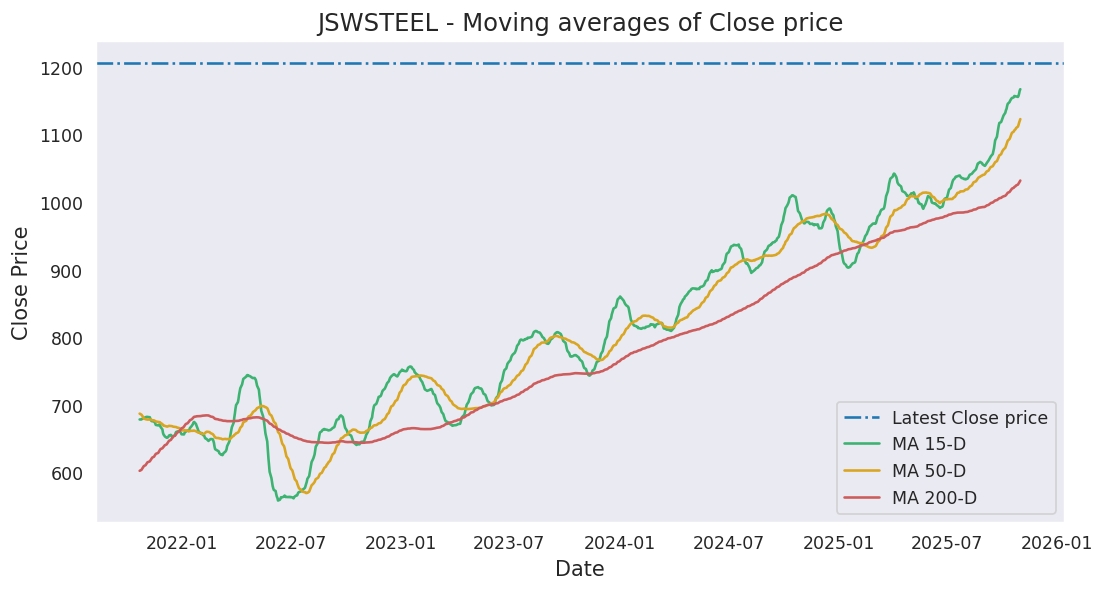 JSWSTEEL - Moving averages of Close price
Close Price
1200
1100
1000
900
800
700
600
Latest Close price
MA 15-D
MA 50-D
MA 200-D
2022-01 2022-07 2023-01 2023-07 2024-01 2024-07 2025-01 2025-07 2026-01
Date